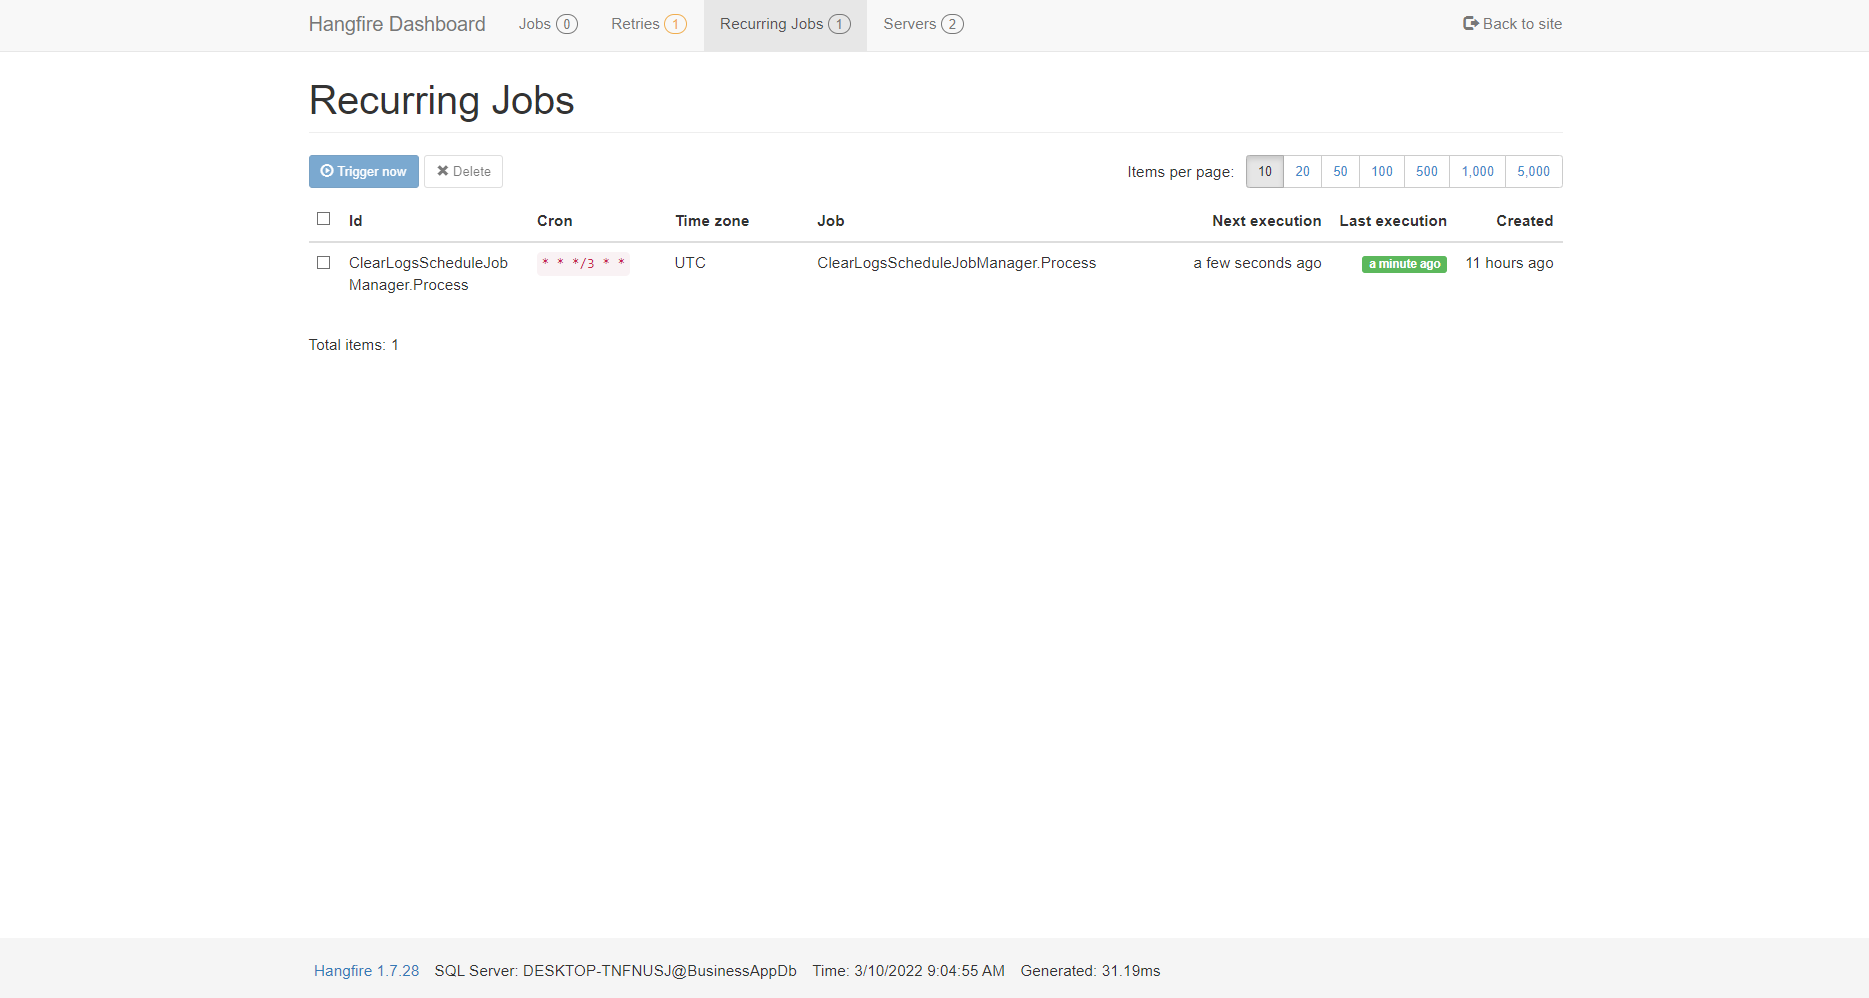 Hangfire Dashboard Jobs 0 Retries 1 Recurring Jobs 1 Servers 2 Back to site
Recurring Jobs
Trigger now Delete Items per page: 10 20 50 100 500 1,000 5,000
Id Cron Time zone Job Next execution Last execution Created
ClearLogsScheduleJob * * */3 * * UTC ClearLogsScheduleJobManager.Process a few seconds ago a minute ago 11 hours ago
Manager.Process
Total items: 1
Hangfire 1.7.28 SQL Server: DESKTOP-TNFNUSJ@BusinessAppDb Time: 3/10/2022 9:04:55 AM Generated: 31.19ms